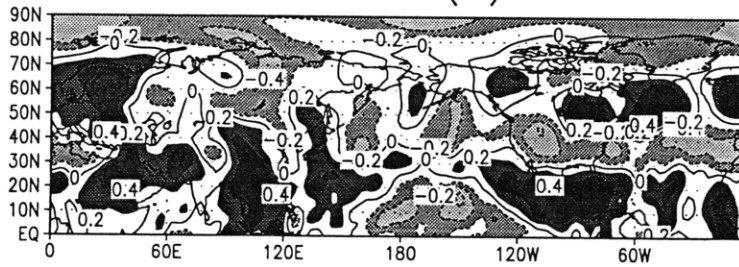 90N
80N -0.2 0 -0.2 0 0
70N -0.4 -0.2
60N 0 0
50N 0.2
40N 0.4 0.2 0.2 -0.2 0.2 -0.2 0.4 -0.2
30N -0.2 0 0.2
20N 0.4 -0.2 0.4 0
10N 0.4
EQ 0.2
0 60E 120E 180 120W 60W